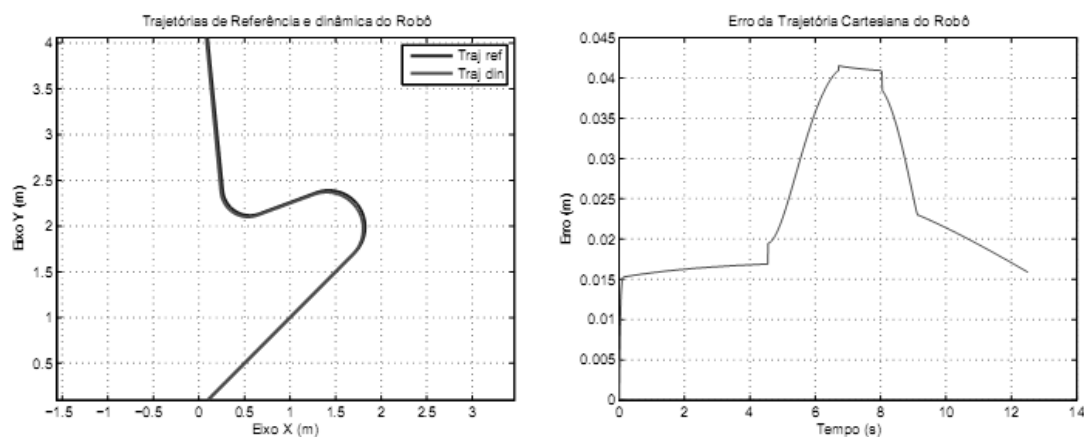 Trajetórias de Referência e dinâmica do Robô
Traj ref
Traj din
4
3.5
3
2.5
2
1.5
1
0.5
Eixo Y (m)
−1.5 −1 −0.5 0 0.5 1 1.5 2 2.5 3
Eixo X (m)
Erro da Trajetória Cartesiana do Robô
0.045
0.04
0.035
0.03
0.025
0.02
0.015
0.01
0.005
0
Erro (m)
0 2 4 6 8 10 12 14
Tempo (s)